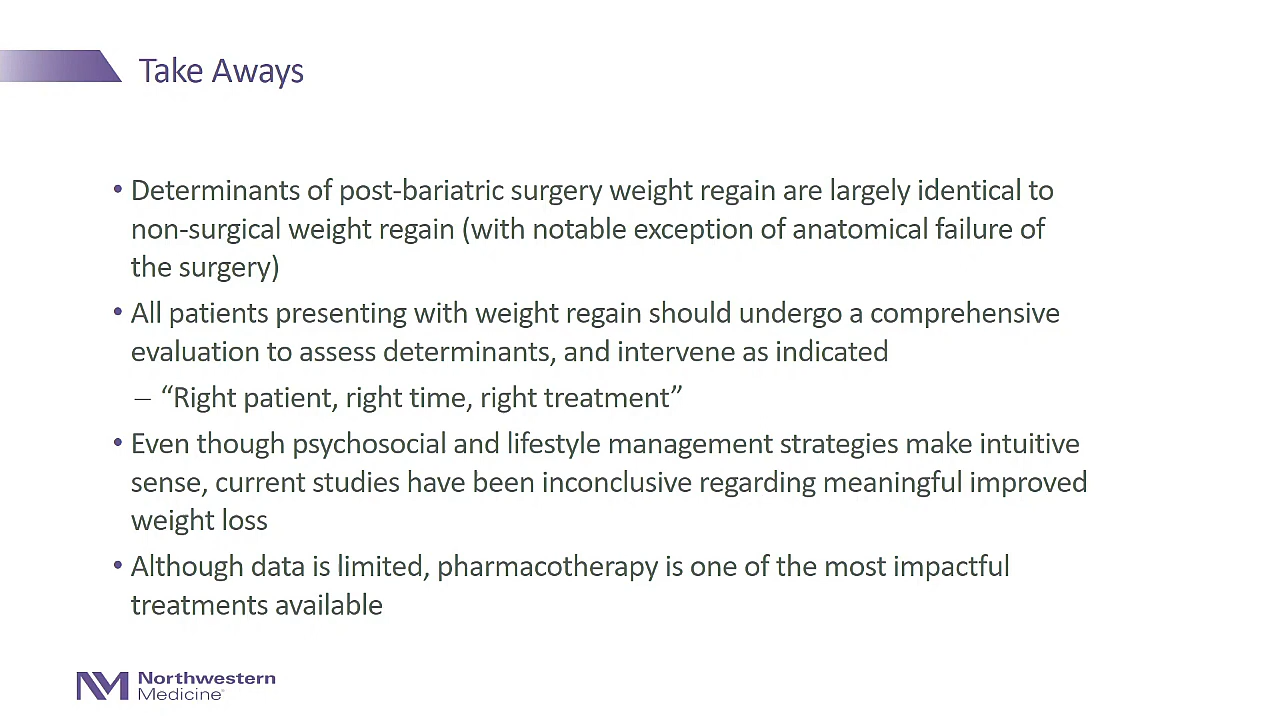 Take Aways
• Determinants of post-bariatric surgery weight regain are largely identical to
non-surgical weight regain (with notable exception of anatomical failure of
the surgery)
• All patients presenting with weight regain should undergo a comprehensive
evaluation to assess determinants, and intervene as indicated
– “Right patient, right time, right treatment”
• Even though psychosocial and lifestyle management strategies make intuitive
sense, current studies have been inconclusive regarding meaningful improved
weight loss
• Although data is limited, pharmacotherapy is one of the most impactful
treatments available
NM Northwestern
Medicine